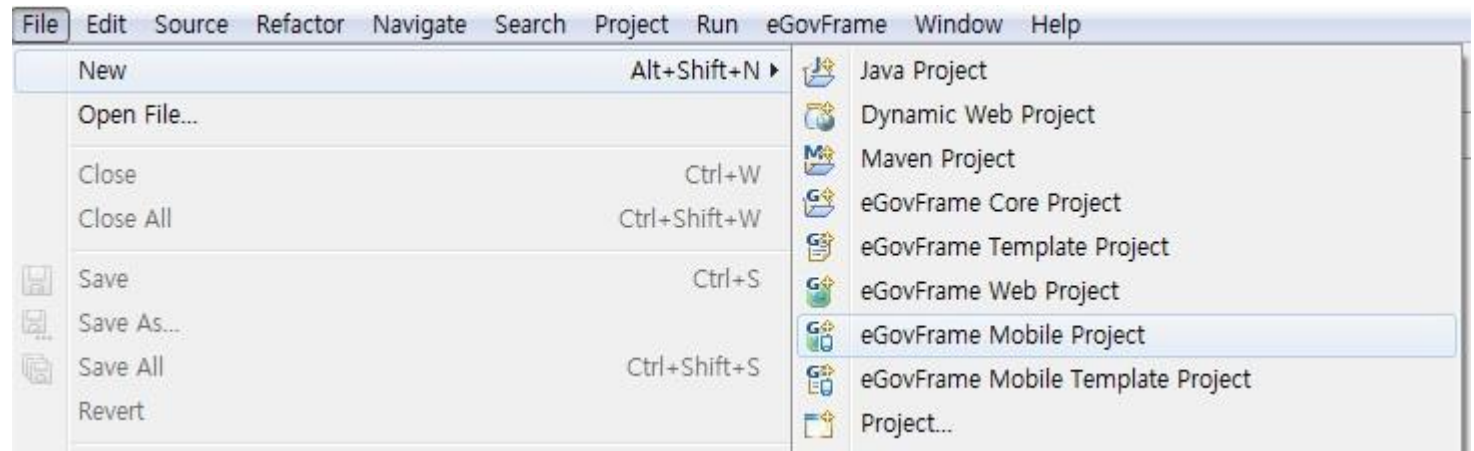 File Edit Source Refactor Navigate Search Project Run eGovFrame Window Help
New Alt+Shift+N
Open File...
Close Ctrl+W
Close All Ctrl+Shift+W
Save Ctrl+S
Save As...
Save All Ctrl+Shift+S
Revert
Java Project
Dynamic Web Project
Maven Project
eGovFrame Core Project
eGovFrame Template Project
eGovFrame Web Project
eGovFrame Mobile Project
eGovFrame Mobile Template Project
Project...